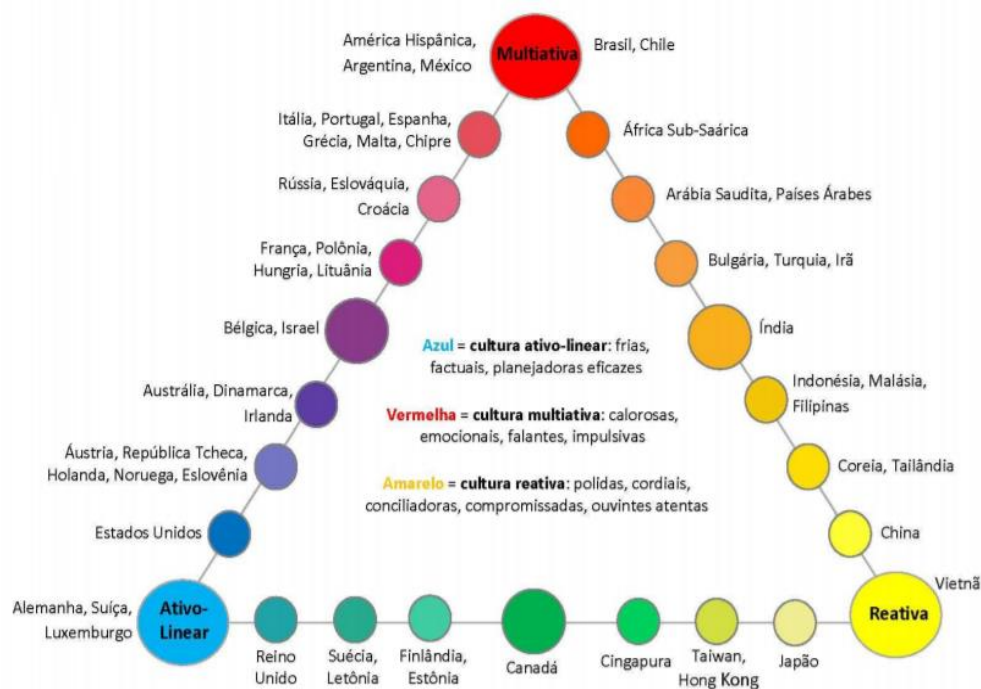 América Hispânica,
Argentina, México
Multiativa
Brasil, Chile
Itália, Portugal, Espanha,
Grécia, Malta, Chipre
África Sub-Saárica
Rússia, Eslováquia,
Croácia
Arábia Saudita, Países Árabes
França, Polônia,
Hungria, Lituânia
Bulgária, Turquia, Irã
Bélgica, Israel
Índia
Azul = cultura ativo-linear: frias,
factuais, planejadoras eficazes
Austrália, Dinamarca,
Irlanda
Indonésia, Malásia,
Filipinas
Vermelha = cultura multiativa: calorosas,
emocionais, falantes, impulsivas
Áustria, República Tcheca,
Holanda, Noruega, Eslovênia
Coreia, Tailândia
Amarelo = cultura reativa: polidas, cordiais,
conciliadoras, compromissadas, ouvintes atentas
Estados Unidos
China
Alemanha, Suíça,
Luxemburgo
Ativo-
Linear
Vietnã
Reativa
Reino
Unido
Suécia,
Letônia
Finlândia,
Estônia
Canadá
Cingapura
Taiwan,
Hong Kong
Japão